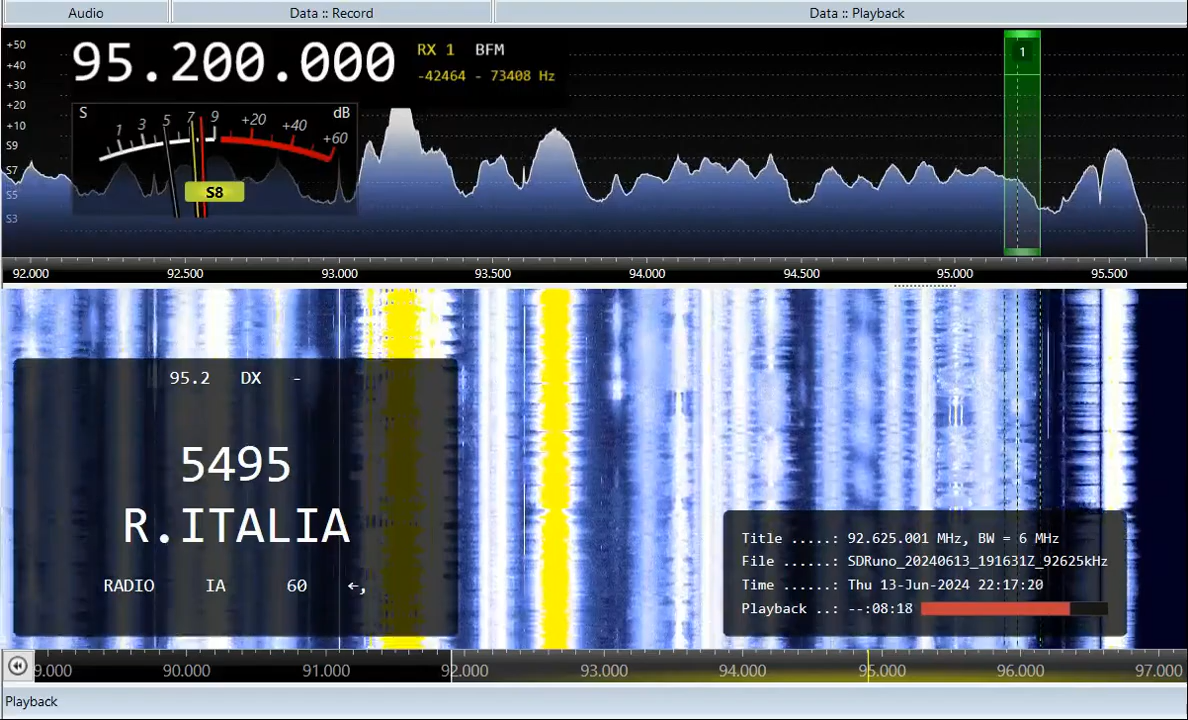 Audio Data :: Record Data :: Playback
95.200.000 RX 1 BFM
-42464 - 73408 Hz
1
+50
+40
+30
+20
+10
S9
S7
S5
S3
S dB
1 3 5 7 9 +20 +40 +60
S8
92.000 92.500 93.000 93.500 94.000 94.500 95.000 95.500
95.2 DX -
5495
R.ITALIA
RADIO IA 60 ←,
Title .....: 92.625.001 MHz, BW = 6 MHz
File ......: SDRuno_20240613_191631Z_92625kHz
Time ......: Thu 13-Jun-2024 22:17:20
Playback ..: --:08:18
9.000 90.000 91.000 92.000 93.000 94.000 95.000 96.000 97.000
Playback